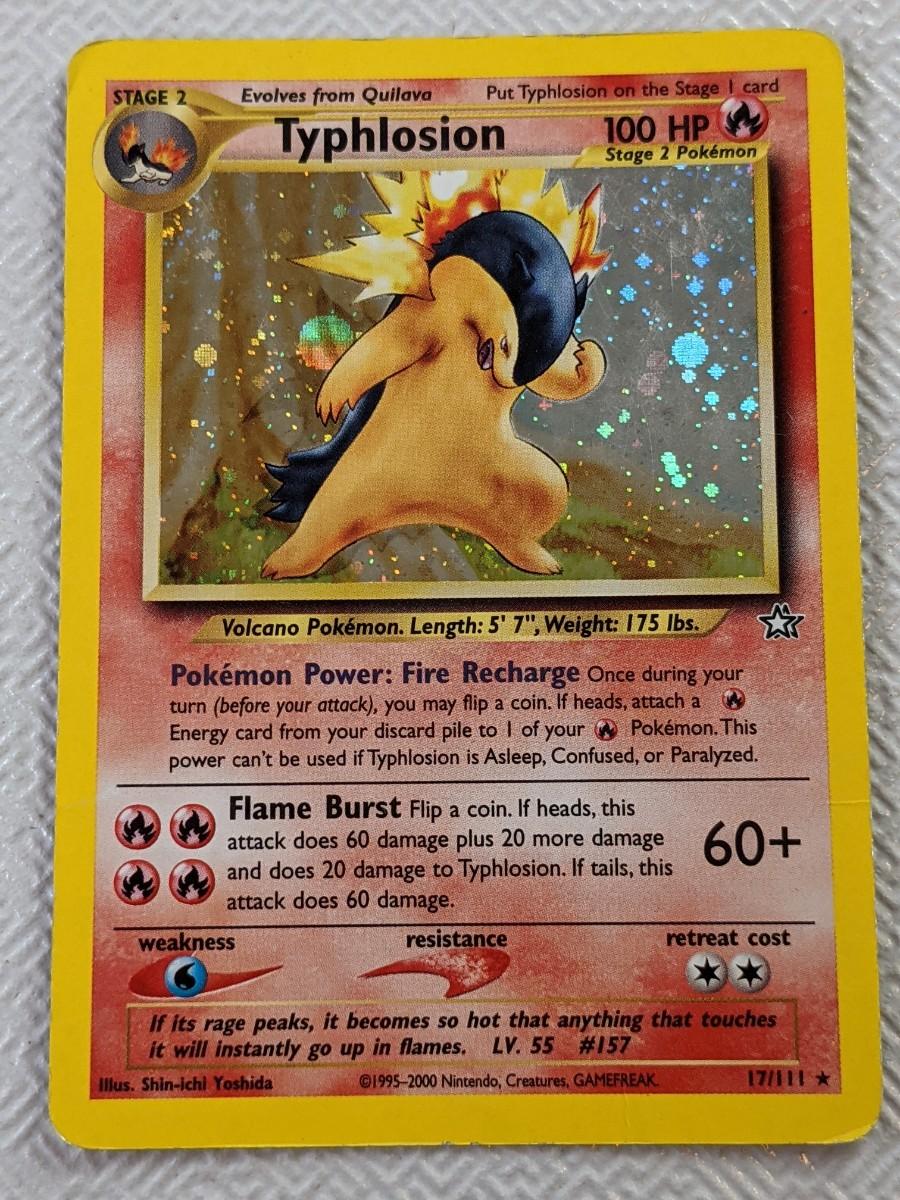 STAGE 2 Evolves from Quilava Put Typhlosion on the Stage 1 card
Typhlosion 100 HP
Stage 2 Pokémon
Volcano Pokémon. Length: 5' 7", Weight: 175 lbs.
Pokémon Power: Fire Recharge Once during your
turn (before your attack), you may flip a coin. If heads, attach a
Energy card from your discard pile to 1 of your Pokémon. This
power can't be used if Typhlosion is Asleep, Confused, or Paralyzed.
Flame Burst Flip a coin. If heads, this
attack does 60 damage plus 20 more damage
and does 20 damage to Typhlosion. If tails, this
attack does 60 damage.
60+
weakness resistance retreat cost
If its rage peaks, it becomes so hot that anything that touches
it will instantly go up in flames. LV. 55 #157
Illus. Shin-ichi Yoshida ©1995–2000 Nintendo, Creatures, GAMEFREAK. 17/111 ★